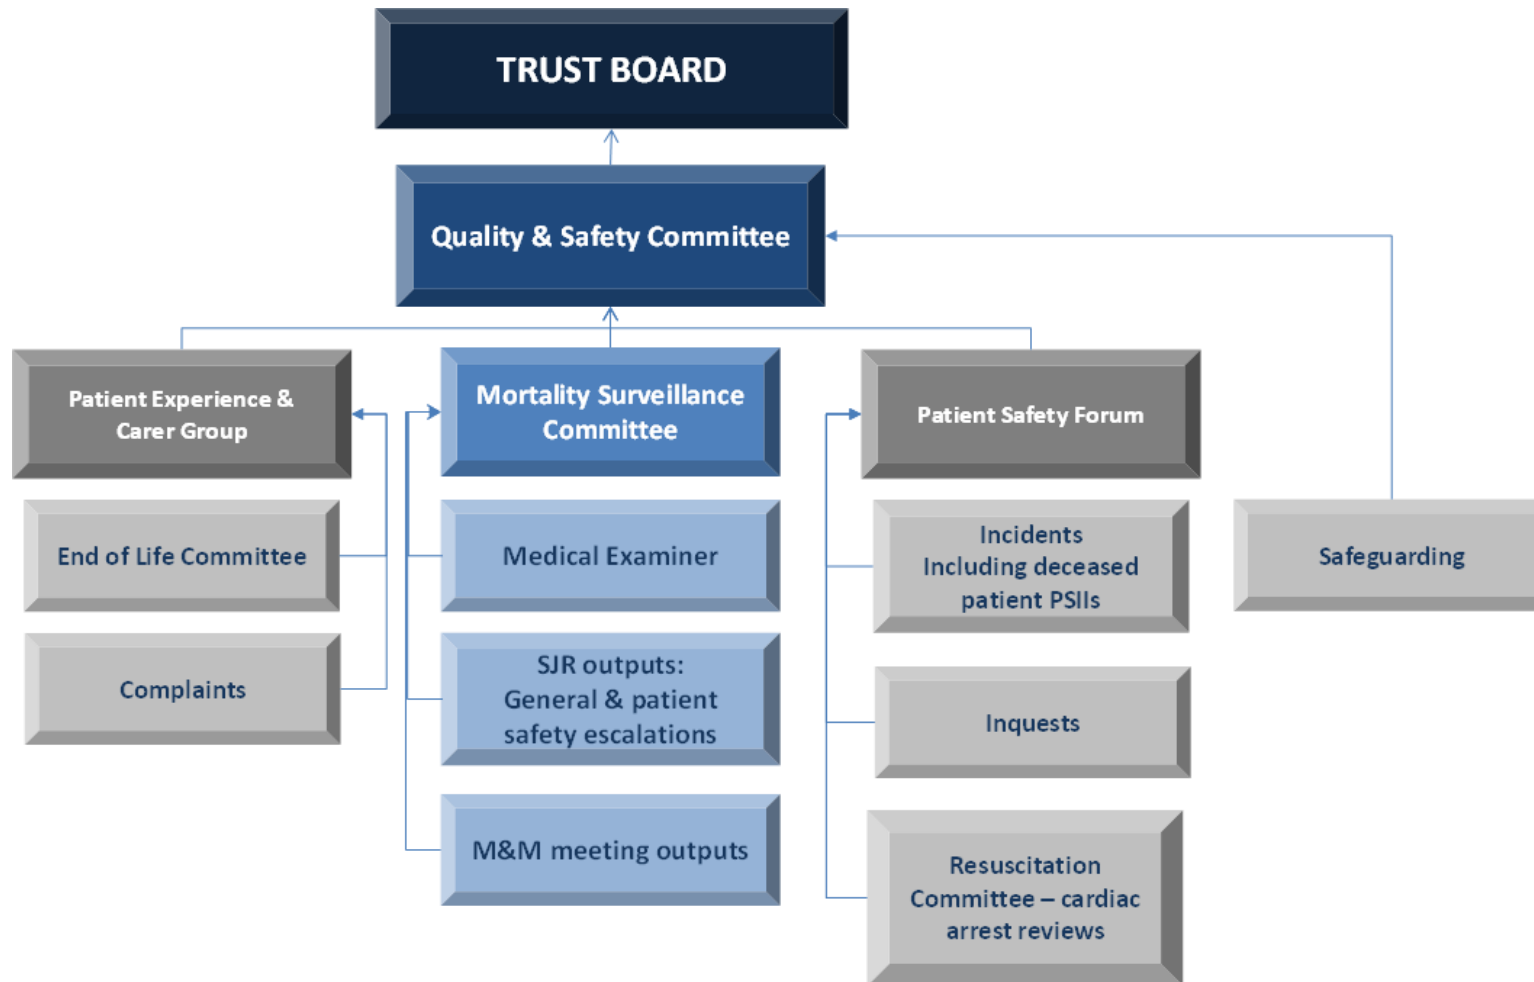 TRUST BOARD
Quality & Safety Committee
Patient Experience &
Carer Group
Mortality Surveillance
Committee
Patient Safety Forum
End of Life Committee
Medical Examiner
Incidents
Including deceased
patient PSIIs
Safeguarding
Complaints
SJR outputs:
General & patient
safety escalations
Inquests
M&M meeting outputs
Resuscitation
Committee – cardiac
arrest reviews